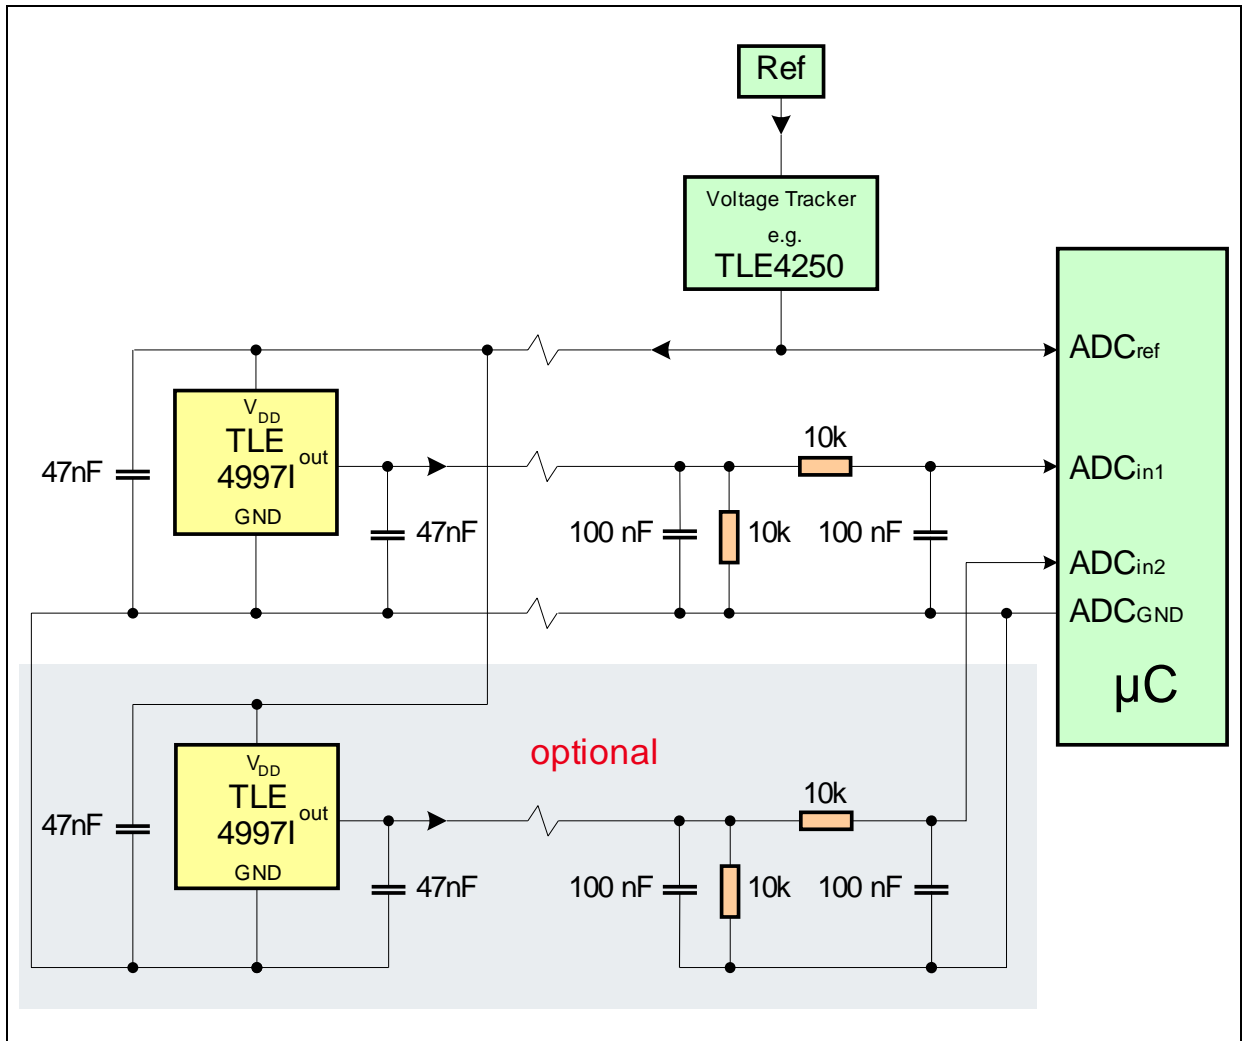 Ref
Voltage Tracker
e.g.
TLE4250
ADCref
VDD
TLE
4997I
out
GND
47nF
47nF
10k
100 nF
10k
100 nF
ADCin1
ADCin2
ADCGND
µC
optional
VDD
TLE
4997I
out
GND
47nF
47nF
10k
100 nF
10k
100 nF